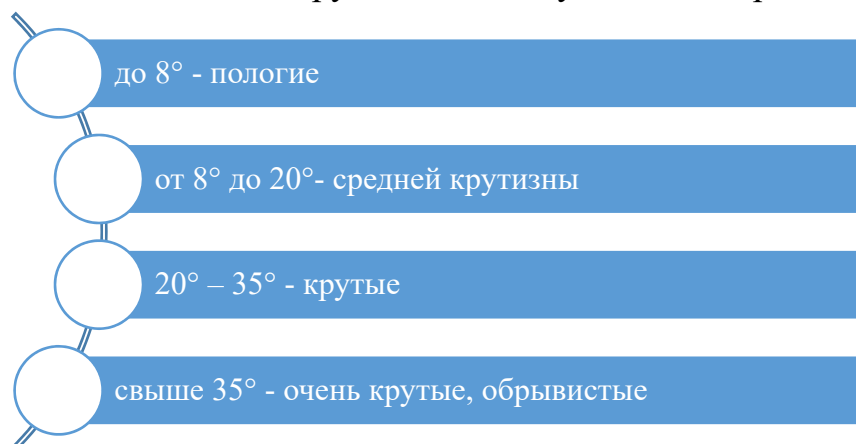 до 8° - пологие
от 8° до 20°- средней крутизны
20° – 35° - крутые
свыше 35° - очень крутые, обрывистые